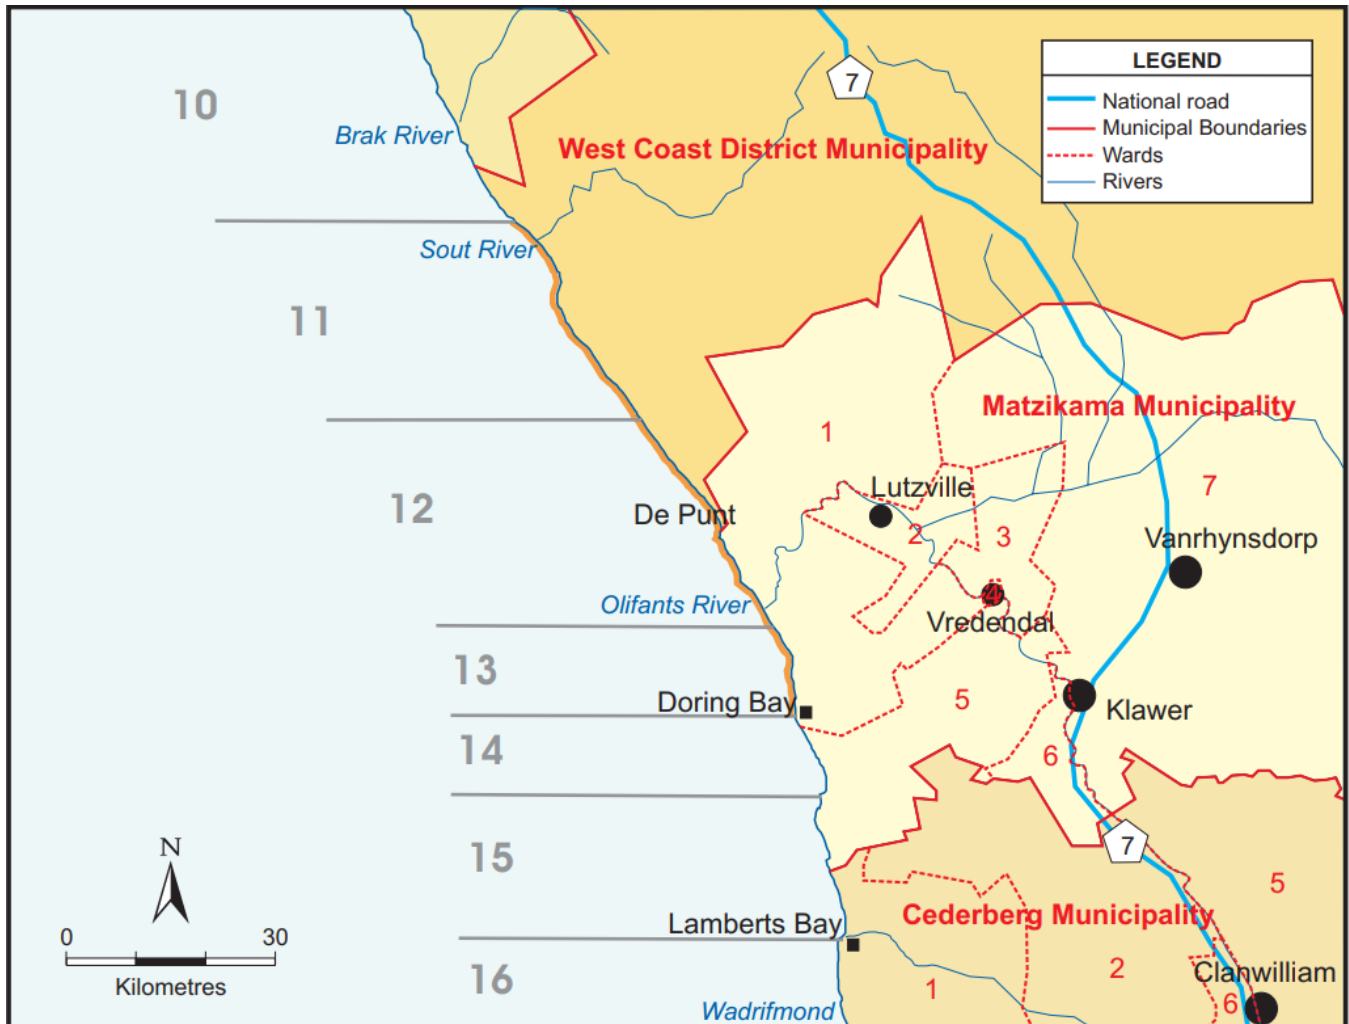 LEGEND
National road
Municipal Boundaries
Wards
Rivers
7
10
Brak River
West Coast District Municipality
Sout River
11
Matzikama Municipality
1
12
Lutzville
7
De Punt
2
3
Vanrhynsdorp
4
Olifants River
Vredendal
13
Doring Bay
5
Klawer
14
6
15
7
N
5
Lamberts Bay
Cederberg Municipality
0 30
Kilometres
16
1
2
Clanwilliam
6
Wadrifmond